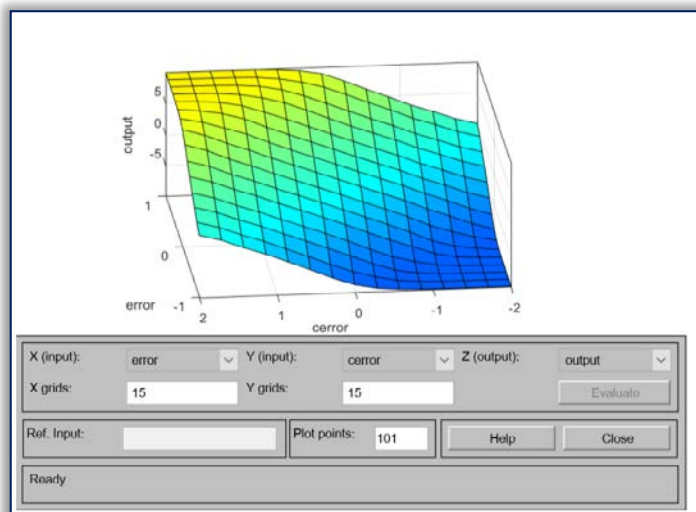 5
0
-5
output
1
0
-1
error
2
1
0
-1
-2
cerror
X (input): error Y (input): cerror Z (output): output
X grids: 15 Y grids: 15 Evaluate
Ref. Input: Plot points: 101 Help Close
Ready